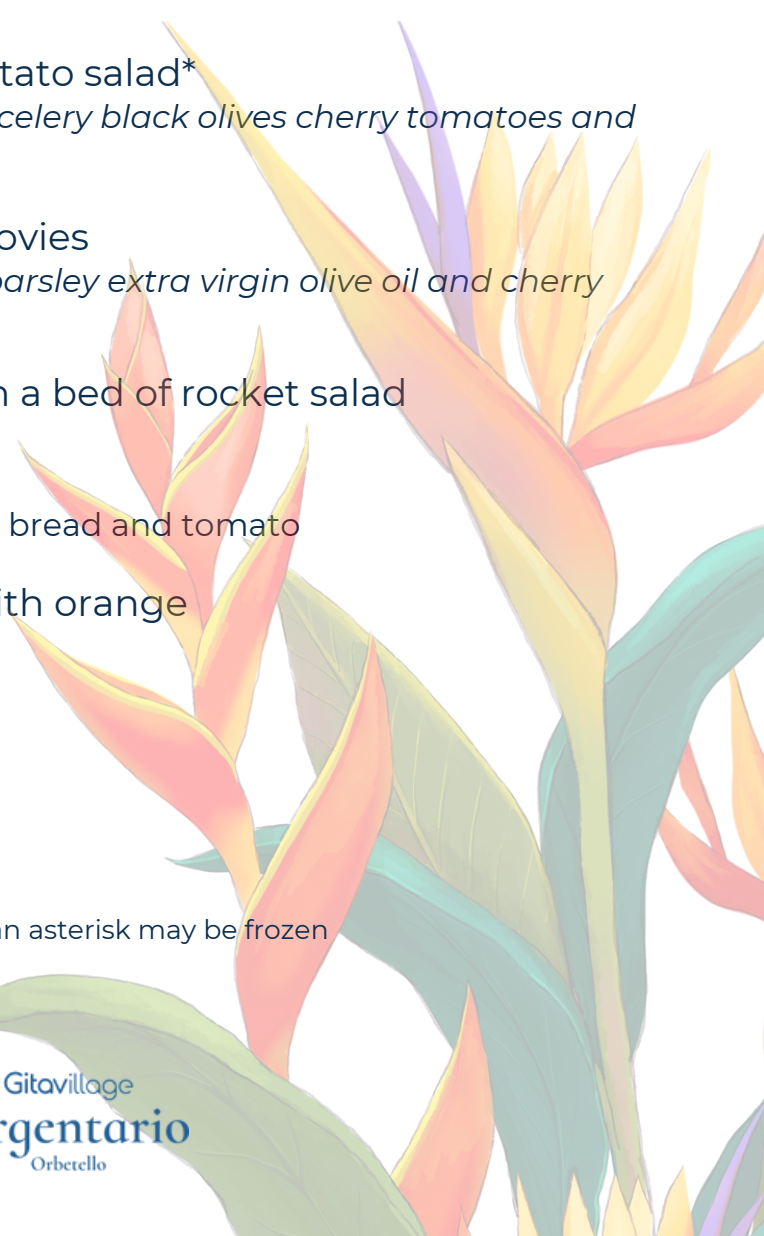 tato salad*
celery black olives cherry tomatoes and
ovies
parsley extra virgin olive oil and cherry
n a bed of rocket salad
bread and tomato
ith orange
an asterisk may be frozen
Gitavillage
rgentario
Orbetello